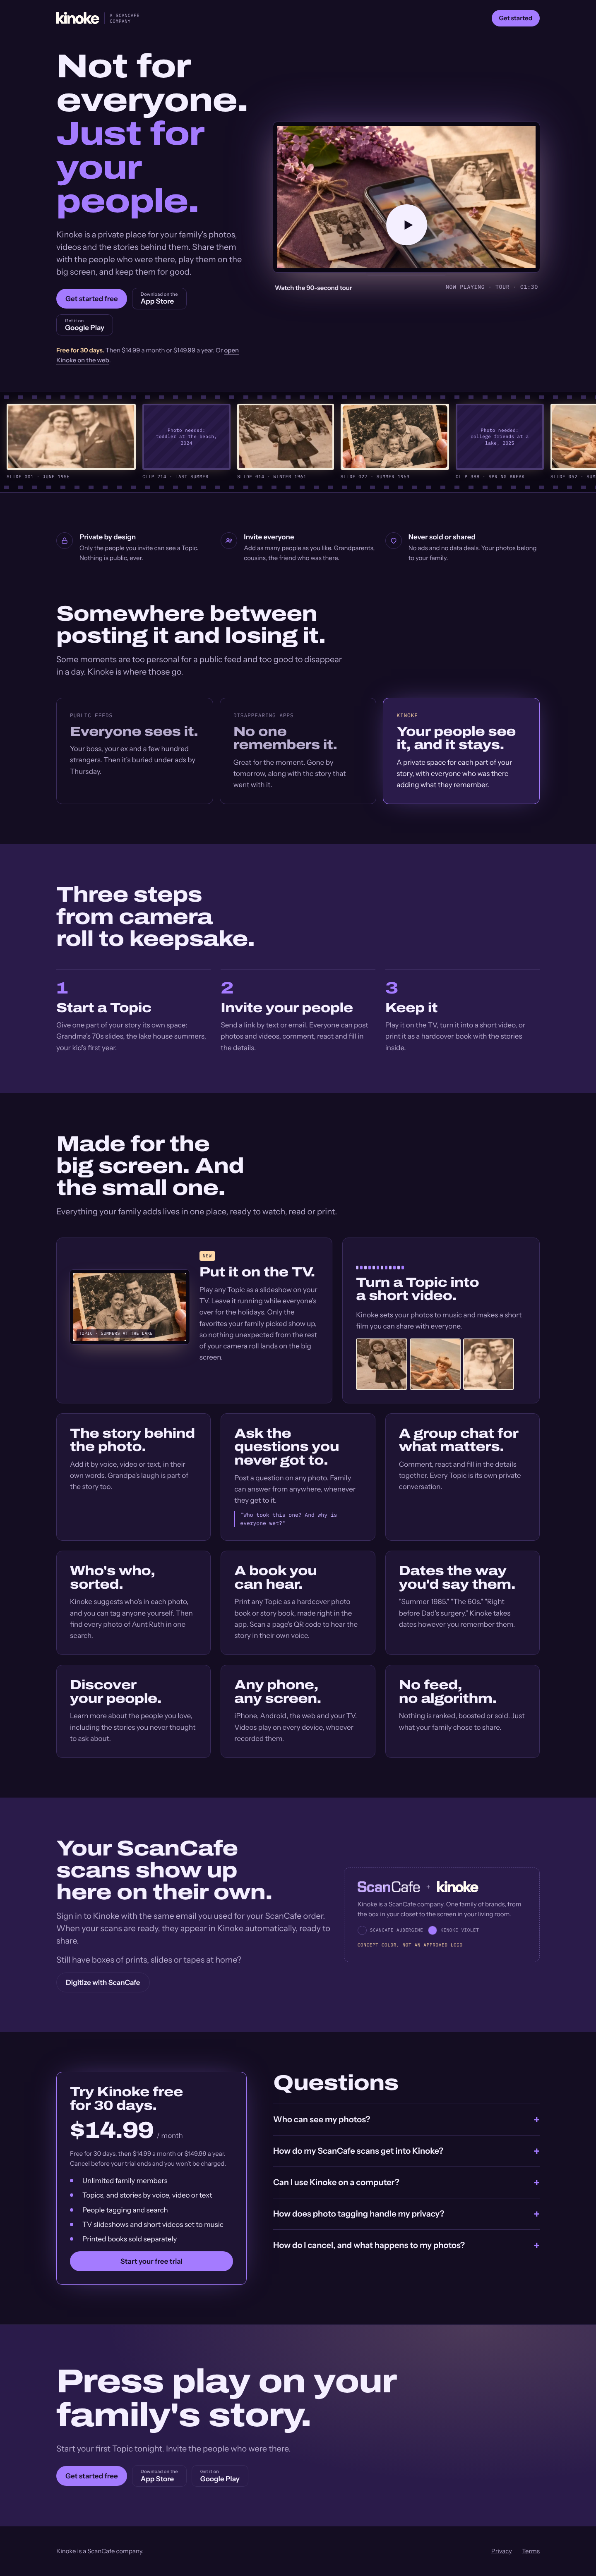 kinoke
A SCANCAFE
COMPANY
Get started
Not for
everyone.
Just for
your
people.
Kinoke is a private place for your family's photos,
videos and the stories behind them. Share them
with the people who were there, play them on the
big screen, and keep them for good.
Get started free
Download on the
App Store
Get it on
Google Play
Free for 30 days. Then $14.99 a month or $149.99 a year. Or open
Kinoke on the web.
Watch the 90-second tour
NOW PLAYING · TOUR · 01:30
Photo needed:
toddler at the beach,
2024
Photo needed:
college friends at a
lake, 2025
SLIDE 001 · JUNE 1956
CLIP 214 · LAST SUMMER
SLIDE 014 · WINTER 1961
SLIDE 027 · SUMMER 1963
CLIP 388 · SPRING BREAK
SLIDE 052 · SUM
Private by design
Only the people you invite can see a Topic.
Nothing is public, ever.
Invite everyone
Add as many people as you like. Grandparents,
cousins, the friend who was there.
Never sold or shared
No ads and no data deals. Your photos belong
to your family.
Somewhere between
posting it and losing it.
Some moments are too personal for a public feed and too good to disappear
in a day. Kinoke is where those go.
PUBLIC FEEDS
Everyone sees it.
Your boss, your ex and a few hundred
strangers. Then it's buried under ads by
Thursday.
DISAPPEARING APPS
No one
remembers it.
Great for the moment. Gone by
tomorrow, along with the story that
went with it.
KINOKE
Your people see
it, and it stays.
A private space for each part of your
story, with everyone who was there
adding what they remember.
Three steps
from camera
roll to keepsake.
1
Start a Topic
Give one part of your story its own space:
Grandma's 70s slides, the lake house summers,
your kid's first year.
2
Invite your people
Send a link by text or email. Everyone can post
photos and videos, comment, react and fill in
the details.
3
Keep it
Play it on the TV, turn it into a short video, or
print it as a hardcover book with the stories
inside.
Made for the
big screen. And
the small one.
Everything your family adds lives in one place, ready to watch, read or print.
TOPIC · SUMMERS AT THE LAKE
NEW
Put it on the TV.
Play any Topic as a slideshow on your
TV. Leave it running while everyone's
over for the holidays. Only the
favorites your family picked show up,
so nothing unexpected from the rest
of your camera roll lands on the big
screen.
Turn a Topic into
a short video.
Kinoke sets your photos to music and makes a short
film you can share with everyone.
The story behind
the photo.
Add it by voice, video or text, in their
own words. Grandpa's laugh is part of
the story too.
Ask the
questions you
never got to.
Post a question on any photo. Family
can answer from anywhere, whenever
they get to it.
"Who took this one? And why is
everyone wet?"
A group chat for
what matters.
Comment, react and fill in the details
together. Every Topic is its own private
conversation.
Who's who,
sorted.
Kinoke suggests who's in each photo,
and you can tag anyone yourself. Then
find every photo of Aunt Ruth in one
search.
A book you
can hear.
Print any Topic as a hardcover photo
book or story book, made right in the
app. Scan a page's QR code to hear the
story in their own voice.
Dates the way
you'd say them.
"Summer 1985." "The 60s." "Right
before Dad's surgery." Kinoke takes
dates however you remember them.
Discover
your people.
Learn more about the people you love,
including the stories you never thought
to ask about.
Any phone,
any screen.
iPhone, Android, the web and your TV.
Videos play on every device, whoever
recorded them.
No feed,
no algorithm.
Nothing is ranked, boosted or sold. Just
what your family chose to share.
Your ScanCafe
scans show up
here on their own.
Sign in to Kinoke with the same email you used for your ScanCafe order.
When your scans are ready, they appear in Kinoke automatically, ready to
share.
Still have boxes of prints, slides or tapes at home?
Digitize with ScanCafe
ScanCafe + kinoke
Kinoke is a ScanCafe company. One family of brands, from
the box in your closet to the screen in your living room.
SCANCAFE AUBERGINE
KINOKE VIOLET
CONCEPT COLOR, NOT AN APPROVED LOGO
Try Kinoke free
for 30 days.
$14.99 / month
Free for 30 days, then $14.99 a month or $149.99 a year.
Cancel before your trial ends and you won't be charged.
Unlimited family members
Topics, and stories by voice, video or text
People tagging and search
TV slideshows and short videos set to music
Printed books sold separately
Start your free trial
Questions
Who can see my photos? +
How do my ScanCafe scans get into Kinoke? +
Can I use Kinoke on a computer? +
How does photo tagging handle my privacy? +
How do I cancel, and what happens to my photos? +
Press play on your
family's story.
Start your first Topic tonight. Invite the people who were there.
Get started free
Download on the
App Store
Get it on
Google Play
Kinoke is a ScanCafe company.
Privacy
Terms